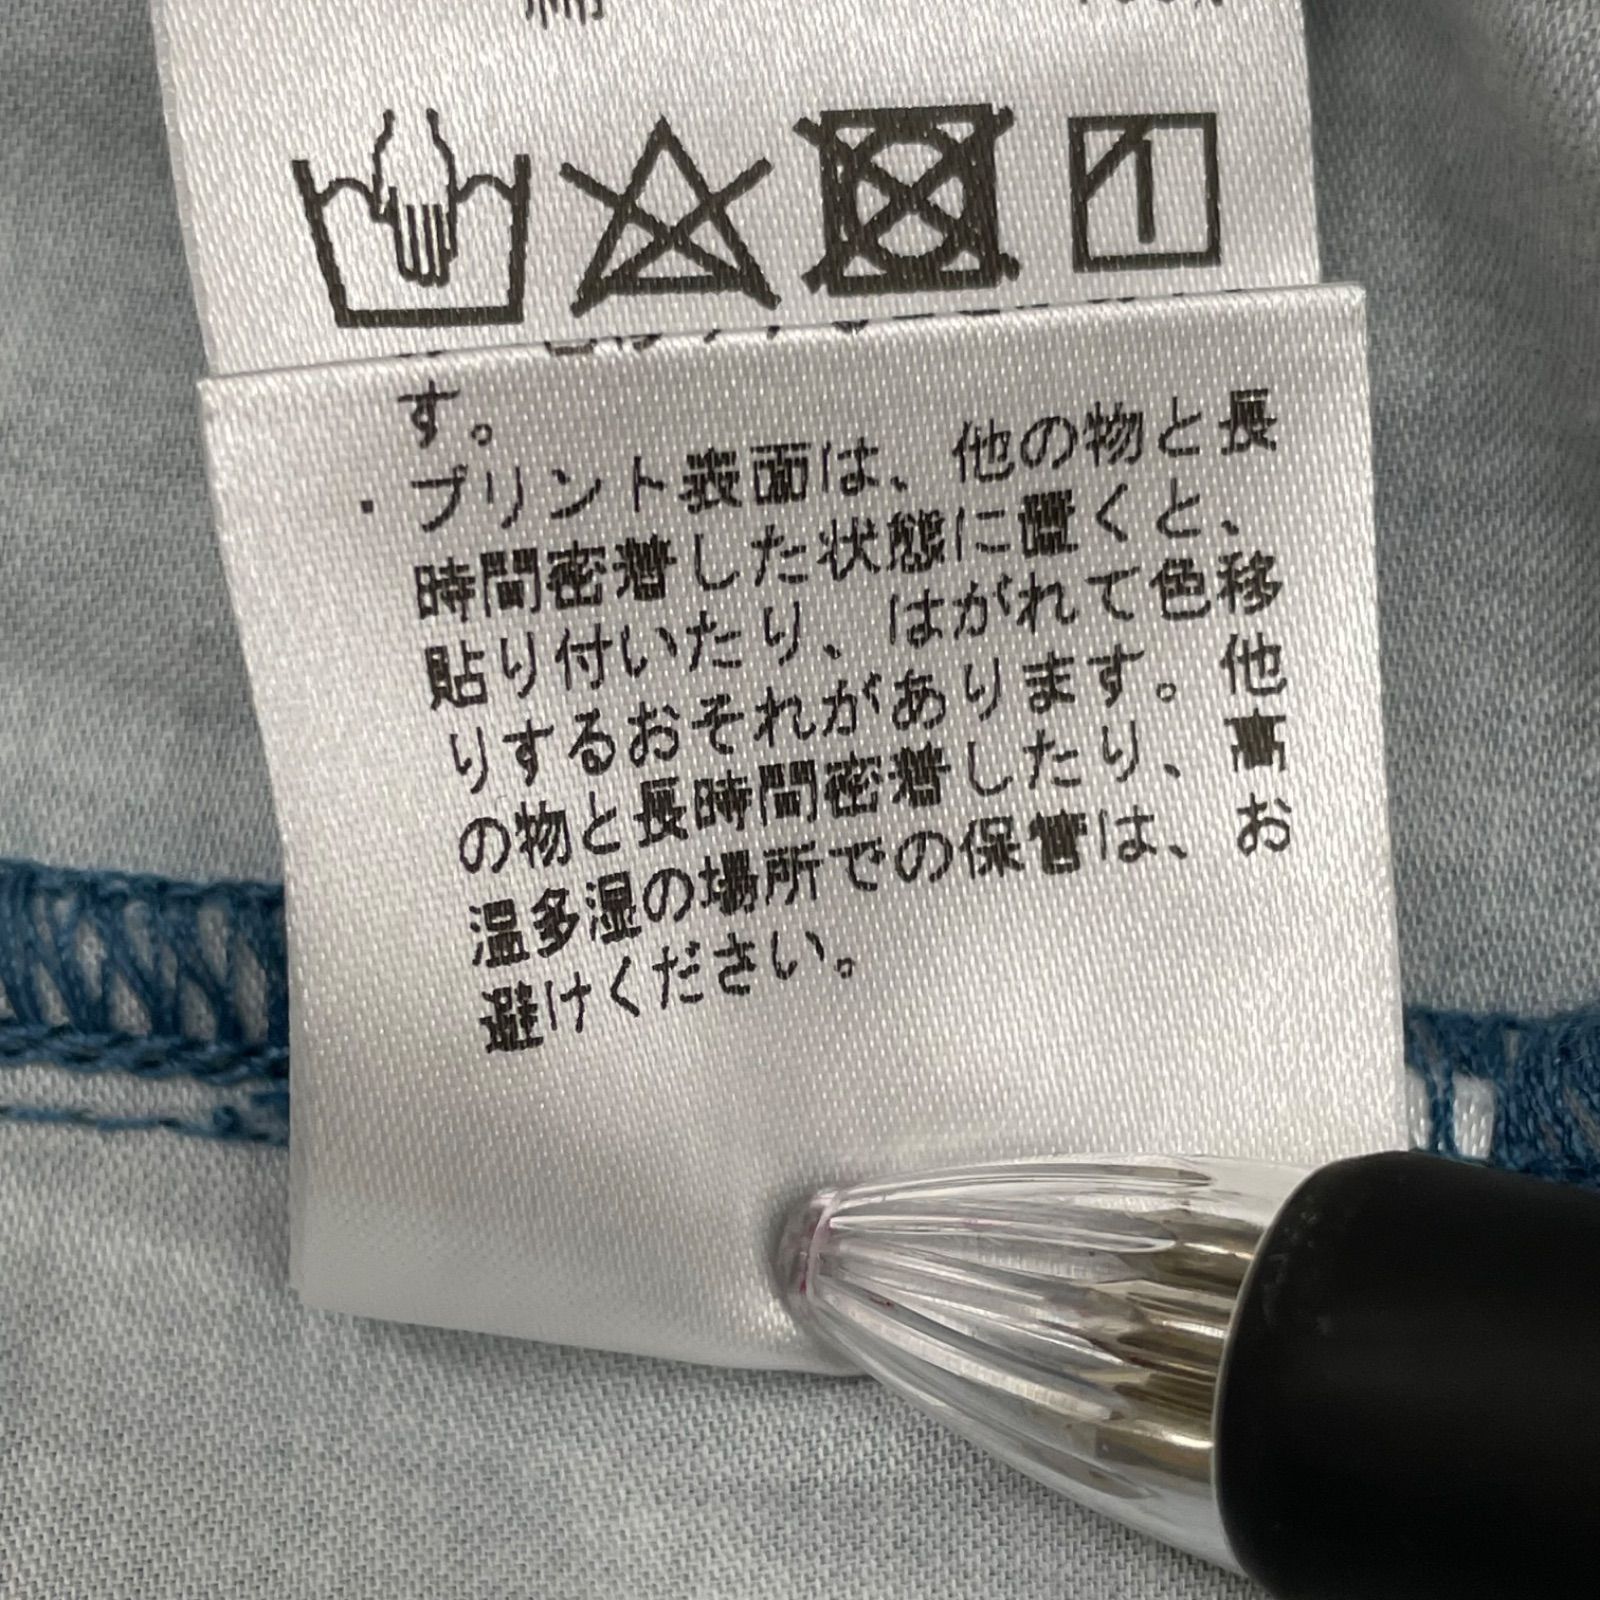 す。
・プリント表面は、他の物と長
時間密着した状態に置くと、
貼り付いたり、はがれて色移
りするおそれがあります。他
の物と長時間密着したり、高
温多湿の場所での保管は、お
避けください。